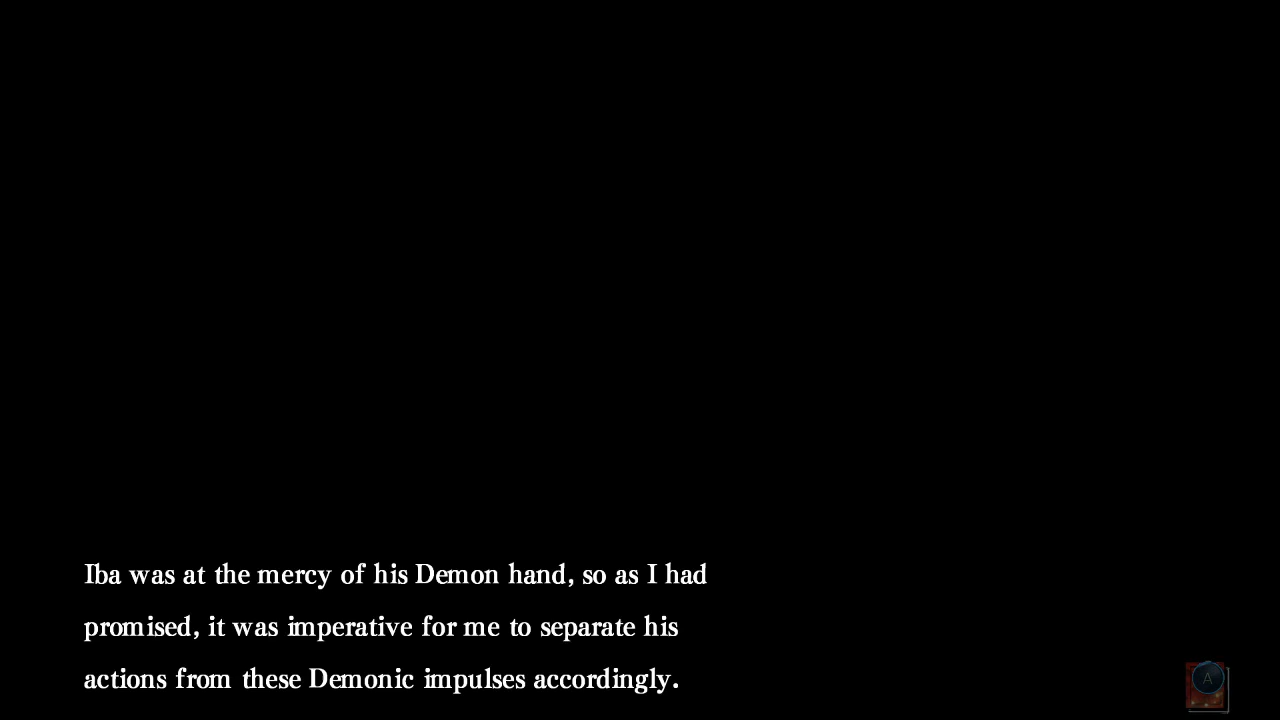 Iba was at the mercy of his Demon hand, so as I had
promised, it was imperative for me to separate his
actions from these Demonic impulses accordingly.
A